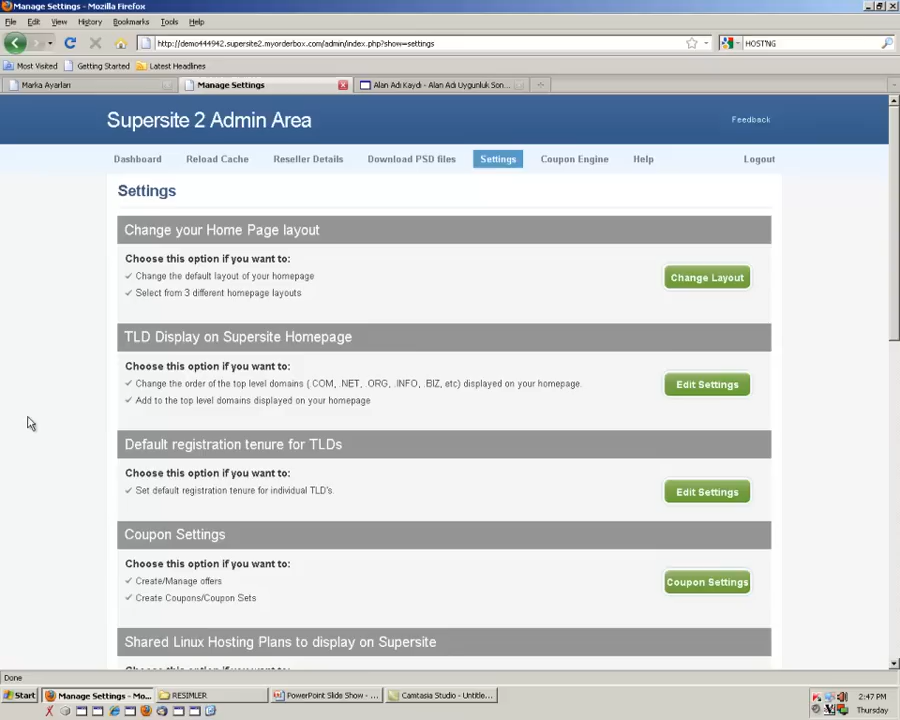 Manage Settings - Mozilla Firefox
File Edit View History Bookmarks Tools Help
http://demo444942.supersite2.myorderbox.com/admin/index.php?show=settings
HOSTNG
Most Visited Getting Started Latest Headlines
Marka Ayarları Manage Settings Alan Adı Kaydı - Alan Adı Uygunluk Son...
Supersite 2 Admin Area
Feedback
Dashboard Reload Cache Reseller Details Download PSD files Settings Coupon Engine Help Logout
Settings
Change your Home Page layout
Choose this option if you want to:
Change the default layout of your homepage
Select from 3 different homepage layouts
Change Layout
TLD Display on Supersite Homepage
Choose this option if you want to:
Change the order of the top level domains ( .COM, .NET, .ORG, .INFO, .BIZ, etc) displayed on your homepage.
Add to the top level domains displayed on your homepage
Edit Settings
Default registration tenure for TLDs
Choose this option if you want to:
Set default registration tenure for individual TLD's.
Edit Settings
Coupon Settings
Choose this option if you want to:
Create/Manage offers
Create Coupons/Coupon Sets
Coupon Settings
Shared Linux Hosting Plans to display on Supersite
Choose this option if you want to:
Done
Start Manage Settings - Mo... RESIMLER PowerPoint Slide Show - ... Camtasia Studio - Untitle... 2:47 PM
Thursday